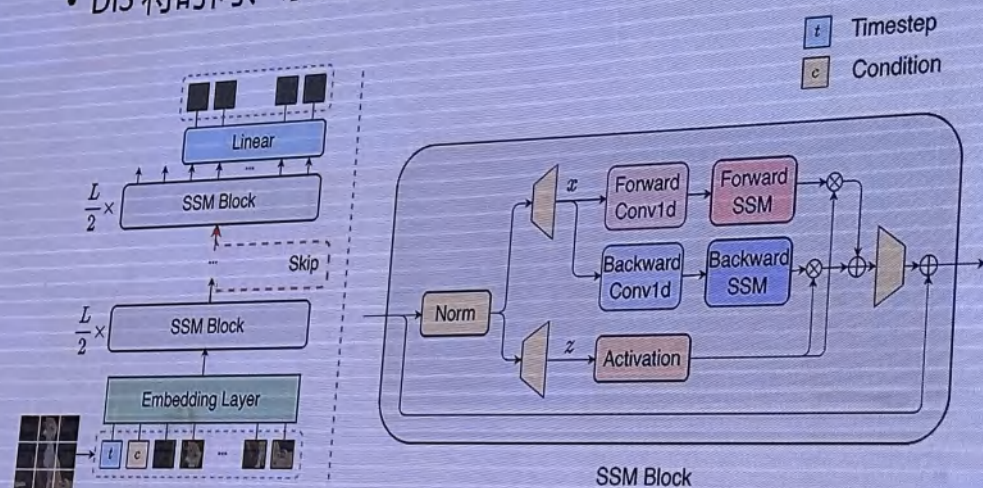 t Timestep
c Condition
Linear
...
L/2 × SSM Block
Skip
...
L/2 × SSM Block
Embedding Layer
t c ...
Norm
x
Forward Conv1d
Forward SSM
⊗
Backward Conv1d
Backward SSM
⊗ ⊕ ⊕
z
Activation
SSM Block